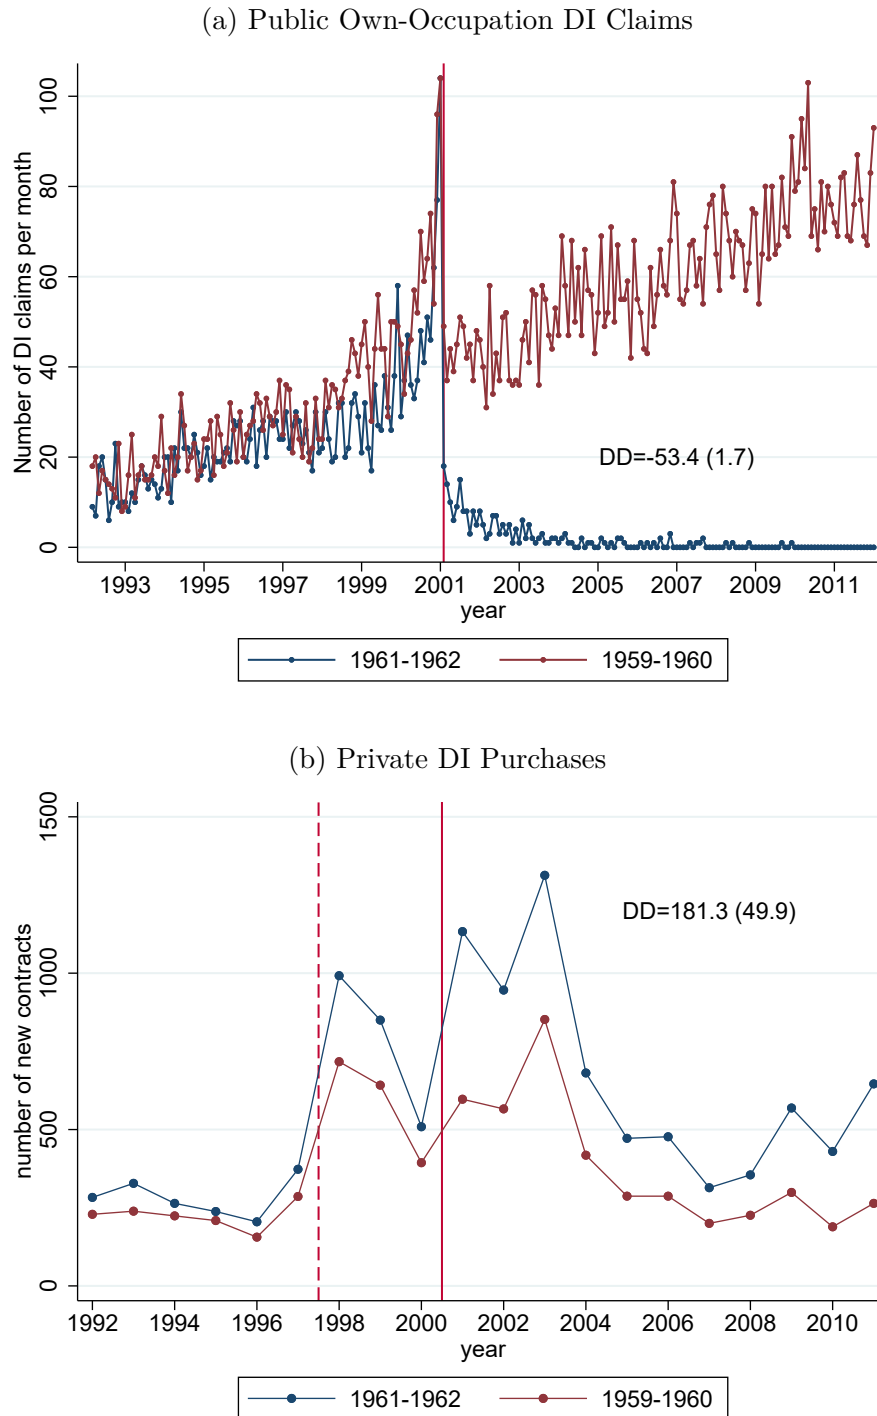 (a) Public Own-Occupation DI Claims
Number of DI claims per month
100
80
60
40
20
0
DD=-53.4 (1.7)
1993 1995 1997 1999 2001 2003 2005 2007 2009 2011
year
1961-1962 1959-1960
(b) Private DI Purchases
number of new contracts
1500
1000
500
0
DD=181.3 (49.9)
1992 1994 1996 1998 2000 2002 2004 2006 2008 2010
year
1961-1962 1959-1960